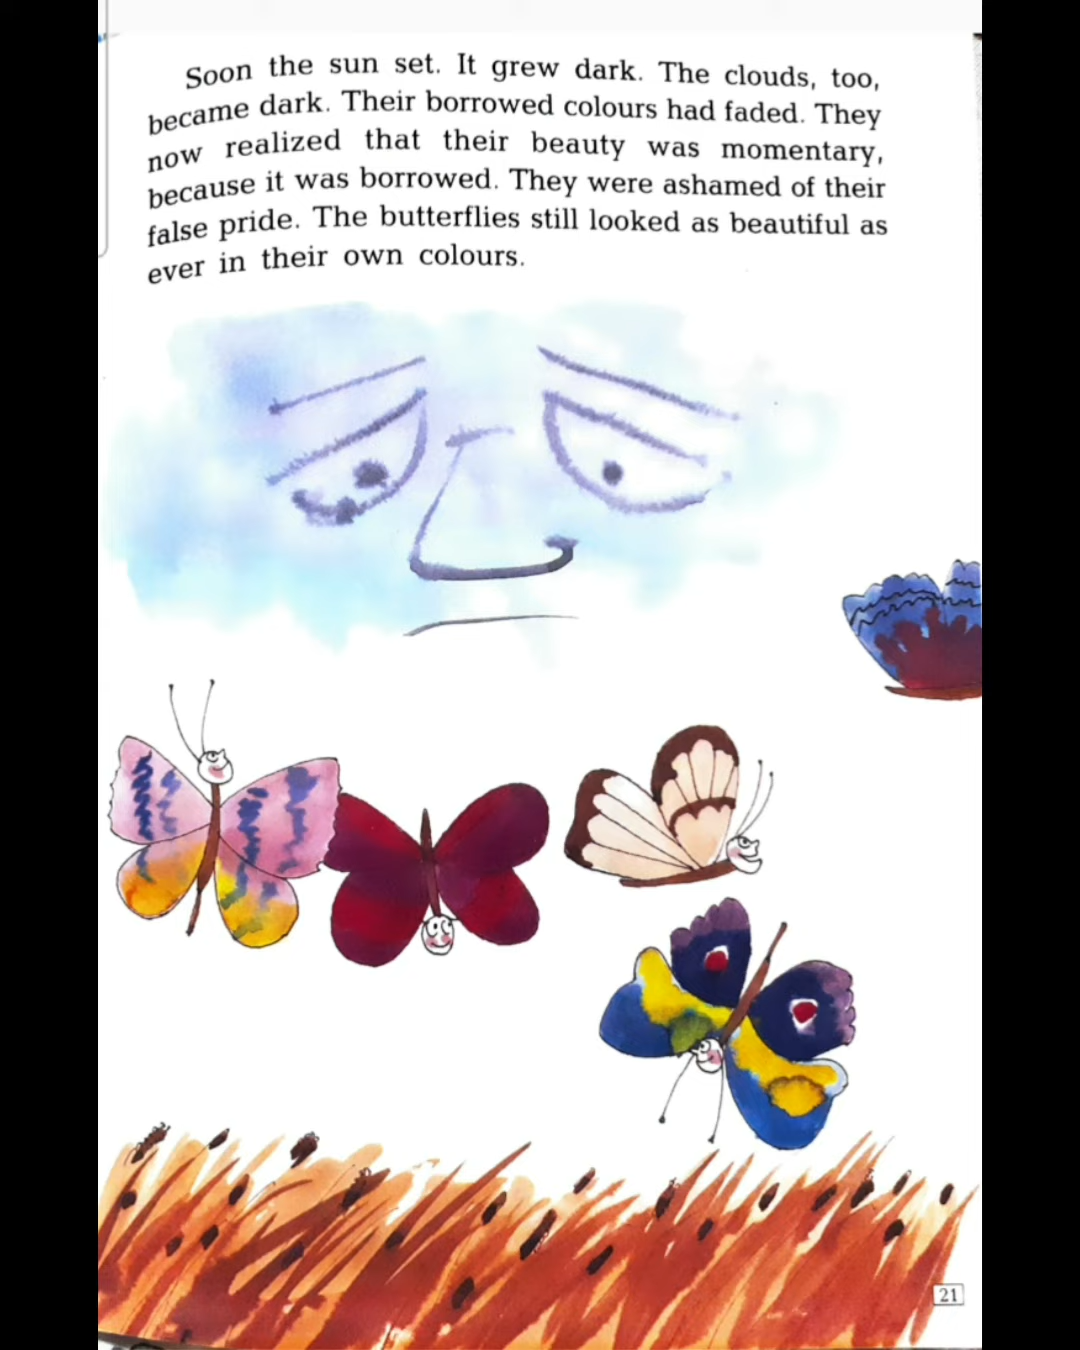 Soon the sun set. It grew dark. The clouds, too,
became dark. Their borrowed colours had faded. They
now realized that their beauty was momentary,
because it was borrowed. They were ashamed of their
false pride. The butterflies still looked as beautiful as
ever in their own colours.
21